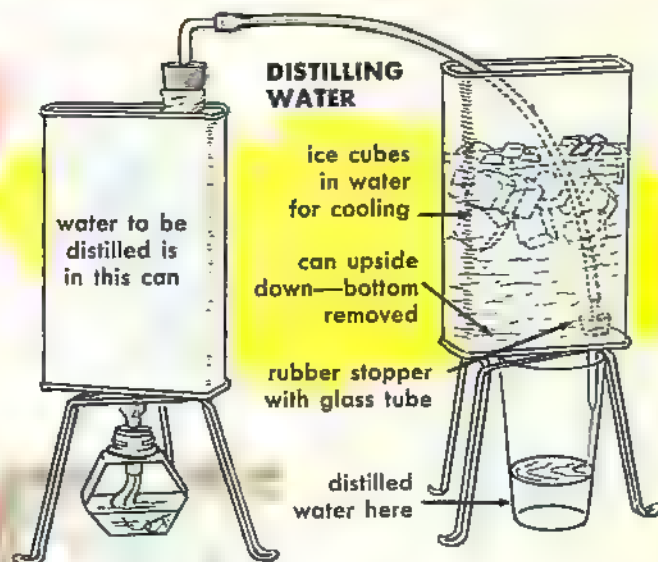 DISTILLING
WATER
ice cubes
in water
for cooling
water to be
distilled is
in this can
can upside
down—bottom
removed
rubber stopper
with glass tube
distilled
water here